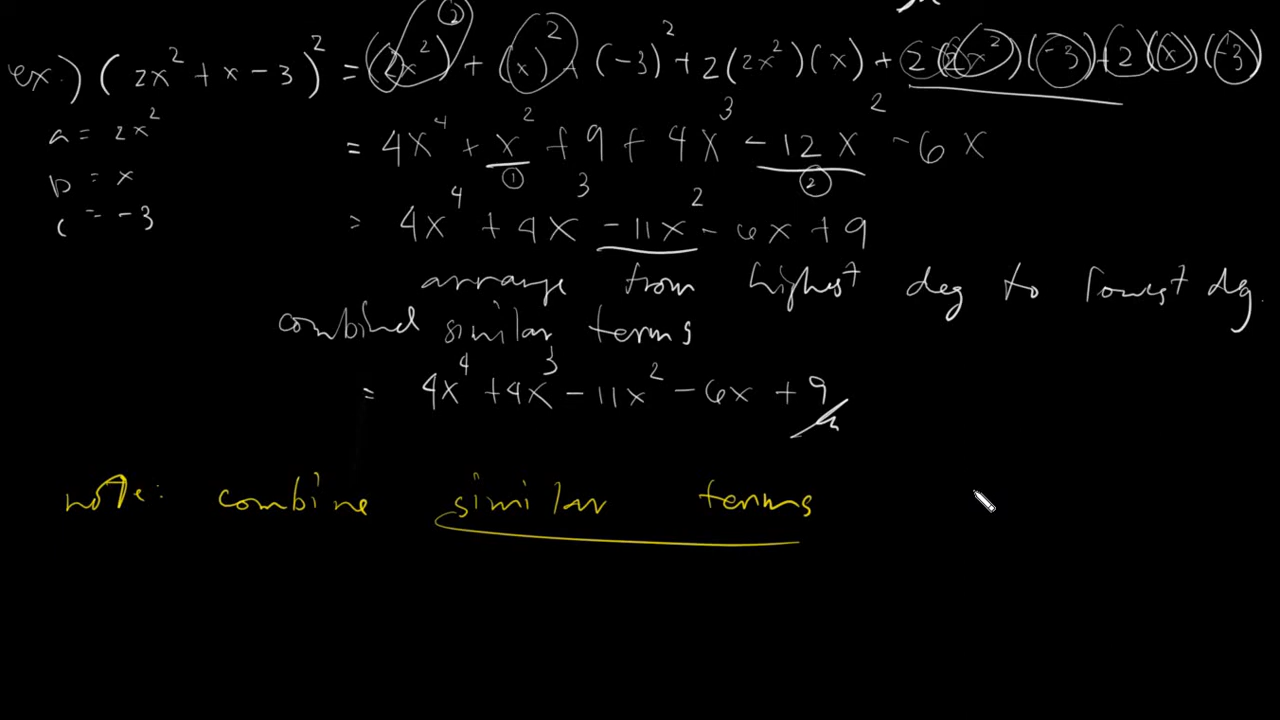 ex.) (2x² + x - 3)² = (2x²)² + (x)² + (-3)² + 2(2x²)(x) + 2(2x²)(-3) + 2(x)(-3)
a = 2x²
b = x
c = -3
= 4x⁴ + x² + 9 + 4x³ - 12x² - 6x
① ②
= 4x⁴ + 4x³ - 11x² - 6x + 9
arrange from highest deg to lowest deg.
combined similar terms
= 4x⁴ + 4x³ - 11x² - 6x + 9
note: combine similar terms